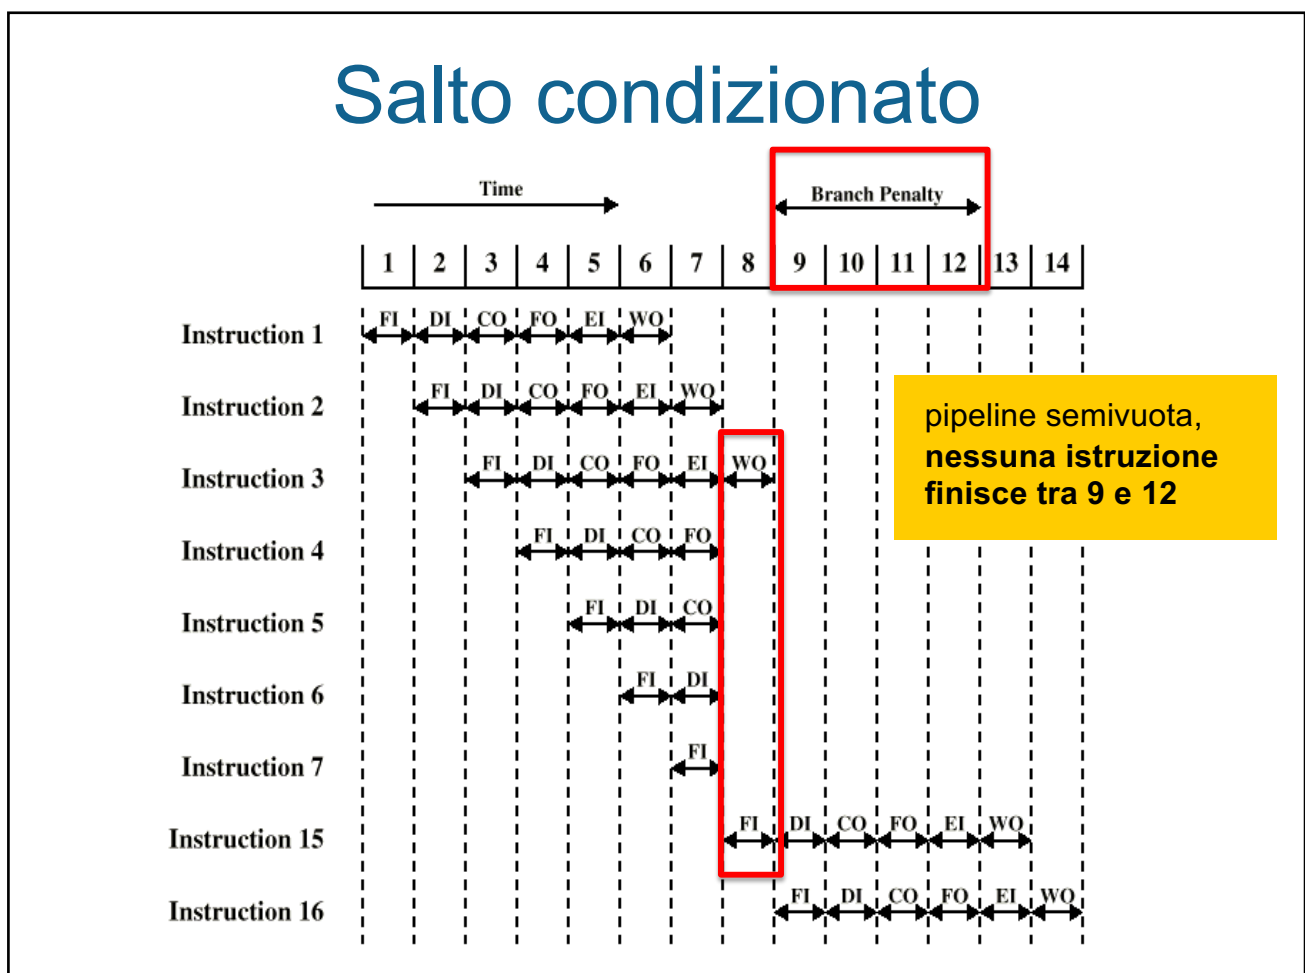 Salto condizionato
Time
Branch Penalty
1 2 3 4 5 6 7 8 9 10 11 12 13 14
Instruction 1 FI DI CO FO EI WO
Instruction 2 FI DI CO FO EI WO
pipeline semivuota,
nessuna istruzione
finisce tra 9 e 12
Instruction 3 FI DI CO FO EI WO
Instruction 4 FI DI CO FO
Instruction 5 FI DI CO
Instruction 6 FI DI
Instruction 7 FI
Instruction 15 FI DI CO FO EI WO
Instruction 16 FI DI CO FO EI WO